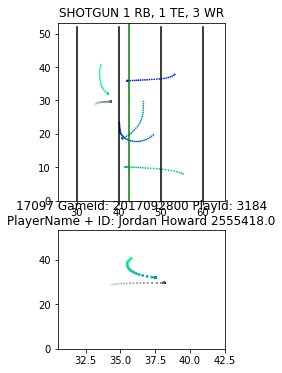 SHOTGUN 1 RB, 1 TE, 3 WR
50
40
30
20
10
0
30 40 50 60
17097 GameId: 2017092800 PlayId: 3184
PlayerName + ID: Jordan Howard 2555418.0
40
20
0
32.5 35.0 37.5 40.0 42.5